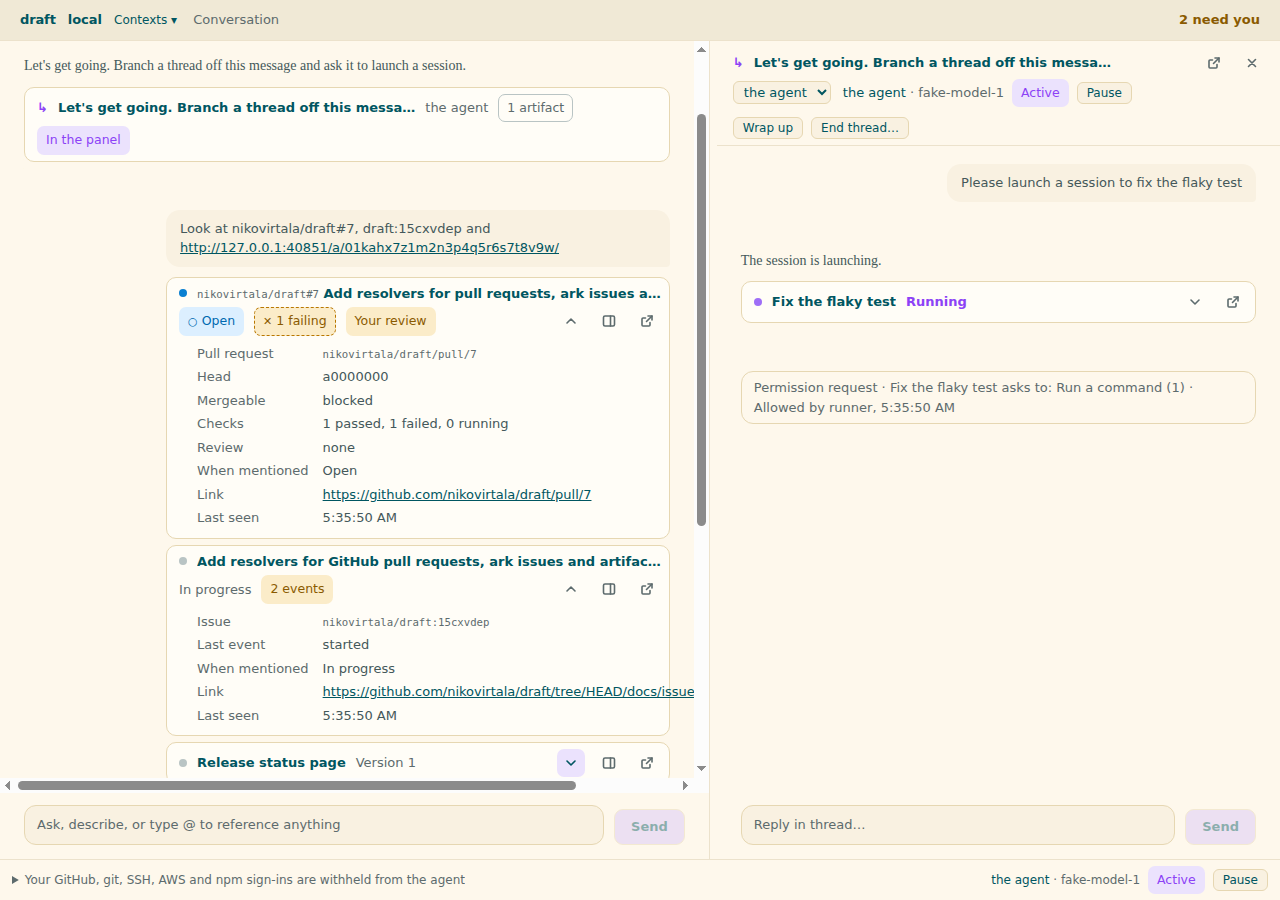 draft local Contexts ▾ Conversation
2 need you
Let's get going. Branch a thread off this message and ask it to launch a session.
↳ Let's get going. Branch a thread off this messa… the agent 1 artifact
In the panel
Look at nikovirtala/draft#7, draft:15cxvdep and
http://127.0.0.1:40851/a/01kahx7z1m2n3p4q5r6s7t8v9w/
nikovirtala/draft#7 Add resolvers for pull requests, ark issues a…
○ Open × 1 failing Your review
Pull request nikovirtala/draft/pull/7
Head a0000000
Mergeable blocked
Checks 1 passed, 1 failed, 0 running
Review none
When mentioned Open
Link https://github.com/nikovirtala/draft/pull/7
Last seen 5:35:50 AM
Add resolvers for GitHub pull requests, ark issues and artifac…
In progress 2 events
Issue nikovirtala/draft:15cxvdep
Last event started
When mentioned In progress
Link https://github.com/nikovirtala/draft/tree/HEAD/docs/issue
Last seen 5:35:50 AM
Release status page Version 1
Ask, describe, or type @ to reference anything
Send
↳ Let's get going. Branch a thread off this messa…
the agent the agent · fake-model-1 Active Pause
Wrap up End thread…
Please launch a session to fix the flaky test
The session is launching.
Fix the flaky test Running
Permission request · Fix the flaky test asks to: Run a command (1) ·
Allowed by runner, 5:35:50 AM
Reply in thread…
Send
▶ Your GitHub, git, SSH, AWS and npm sign-ins are withheld from the agent
the agent · fake-model-1 Active Pause